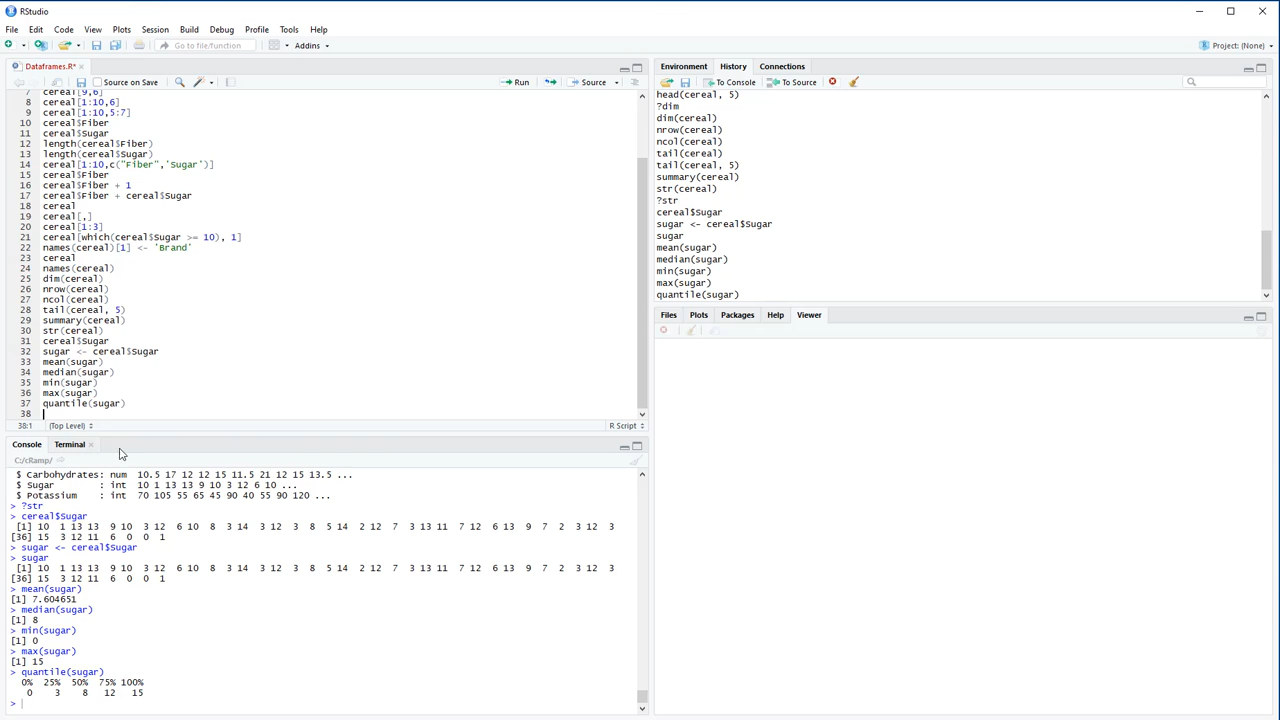 RStudio
File Edit View Plots Session Build Debug Profile Tools Help
Go to file/function Addins Project: (None)
Dataframes.R* Environment History Connections
Source on Save Run Source To Console To Source
7 cereal[9,6]
8 cereal[1:10,6]
9 cereal[1:10,5:7]
10 cereal$Fiber
11 cereal$Sugar
12 length(cereal$Fiber)
13 length(cereal$Sugar)
14 cereal[1:10,c("Fiber",'Sugar')]
15 cereal$Fiber
16 cereal$Fiber + 1
17 cereal$Fiber + cereal$Sugar
18 cereal
19 cereal[,]
20 cereal[1:3]
21 cereal[which(cereal$Sugar >= 10), 1]
22 names(cereal)[1] <- 'Brand'
23 cereal
24 names(cereal)
25 dim(cereal)
26 nrow(cereal)
27 ncol(cereal)
28 tail(cereal, 5)
29 summary(cereal)
30 str(cereal)
31 cereal$Sugar
32 sugar <- cereal$Sugar
33 mean(sugar)
34 median(sugar)
35 min(sugar)
36 max(sugar)
37 quantile(sugar)
38
38:1 (Top Level) R Script
head(cereal, 5)
?dim
dim(cereal)
nrow(cereal)
ncol(cereal)
tail(cereal)
tail(cereal, 5)
summary(cereal)
str(cereal)
?str
cereal$Sugar
sugar <- cereal$Sugar
sugar
mean(sugar)
median(sugar)
min(sugar)
max(sugar)
quantile(sugar)
Files Plots Packages Help Viewer
Console Terminal
C:/cRamp/
$ Carbohydrates: num 10.5 17 12 12 15 11.5 21 12 15 13.5 ...
$ Sugar : int 10 1 13 13 9 10 3 12 6 10 ...
$ Potassium : int 70 105 55 65 45 90 40 55 90 120 ...
> ?str
> cereal$Sugar
[1] 10 1 13 13 9 10 3 12 6 10 8 3 14 3 12 3 8 5 14 2 12 7 3 13 11 7 12 6 13 9 7 2 3 12 3
[36] 15 3 12 11 6 0 0 1
> sugar <- cereal$Sugar
> sugar
[1] 10 1 13 13 9 10 3 12 6 10 8 3 14 3 12 3 8 5 14 2 12 7 3 13 11 7 12 6 13 9 7 2 3 12 3
[36] 15 3 12 11 6 0 0 1
> mean(sugar)
[1] 7.604651
> median(sugar)
[1] 8
> min(sugar)
[1] 0
> max(sugar)
[1] 15
> quantile(sugar)
0% 25% 50% 75% 100%
0 3 8 12 15
>